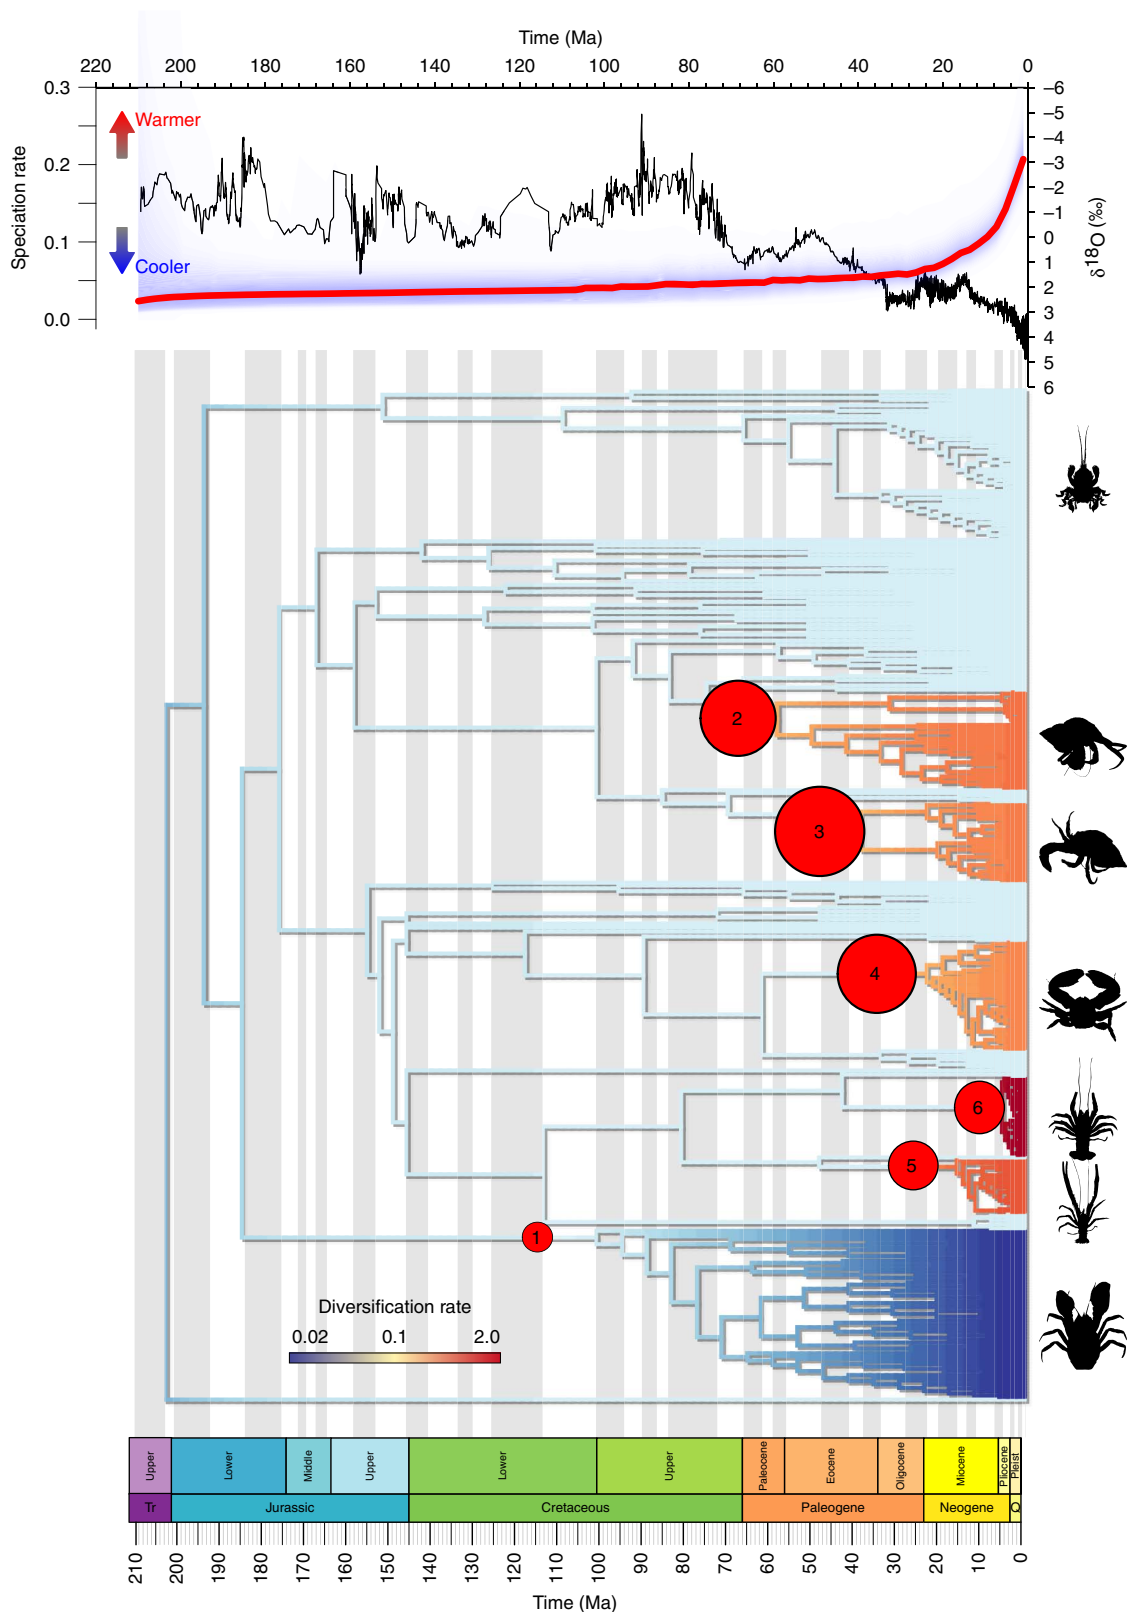 Time (Ma)
220 200 180 160 140 120 100 80 60 40 20 0
0.3
0.2
0.1
0.0
Speciation rate
Warmer
Cooler
–6
–5
–4
–3
–2
–1
0
1
2
3
4
5
6
δ18O (‰)
2
3
4
6
5
1
Diversification rate
0.02 0.1 2.0
Upper Lower Middle Upper Lower Upper Paleocene Eocene Oligocene Miocene Pliocene Pleist
Tr Jurassic Cretaceous Paleogene Neogene Q
210 200 190 180 170 160 150 140 130 120 110 100 90 80 70 60 50 40 30 20 10 0
Time (Ma)